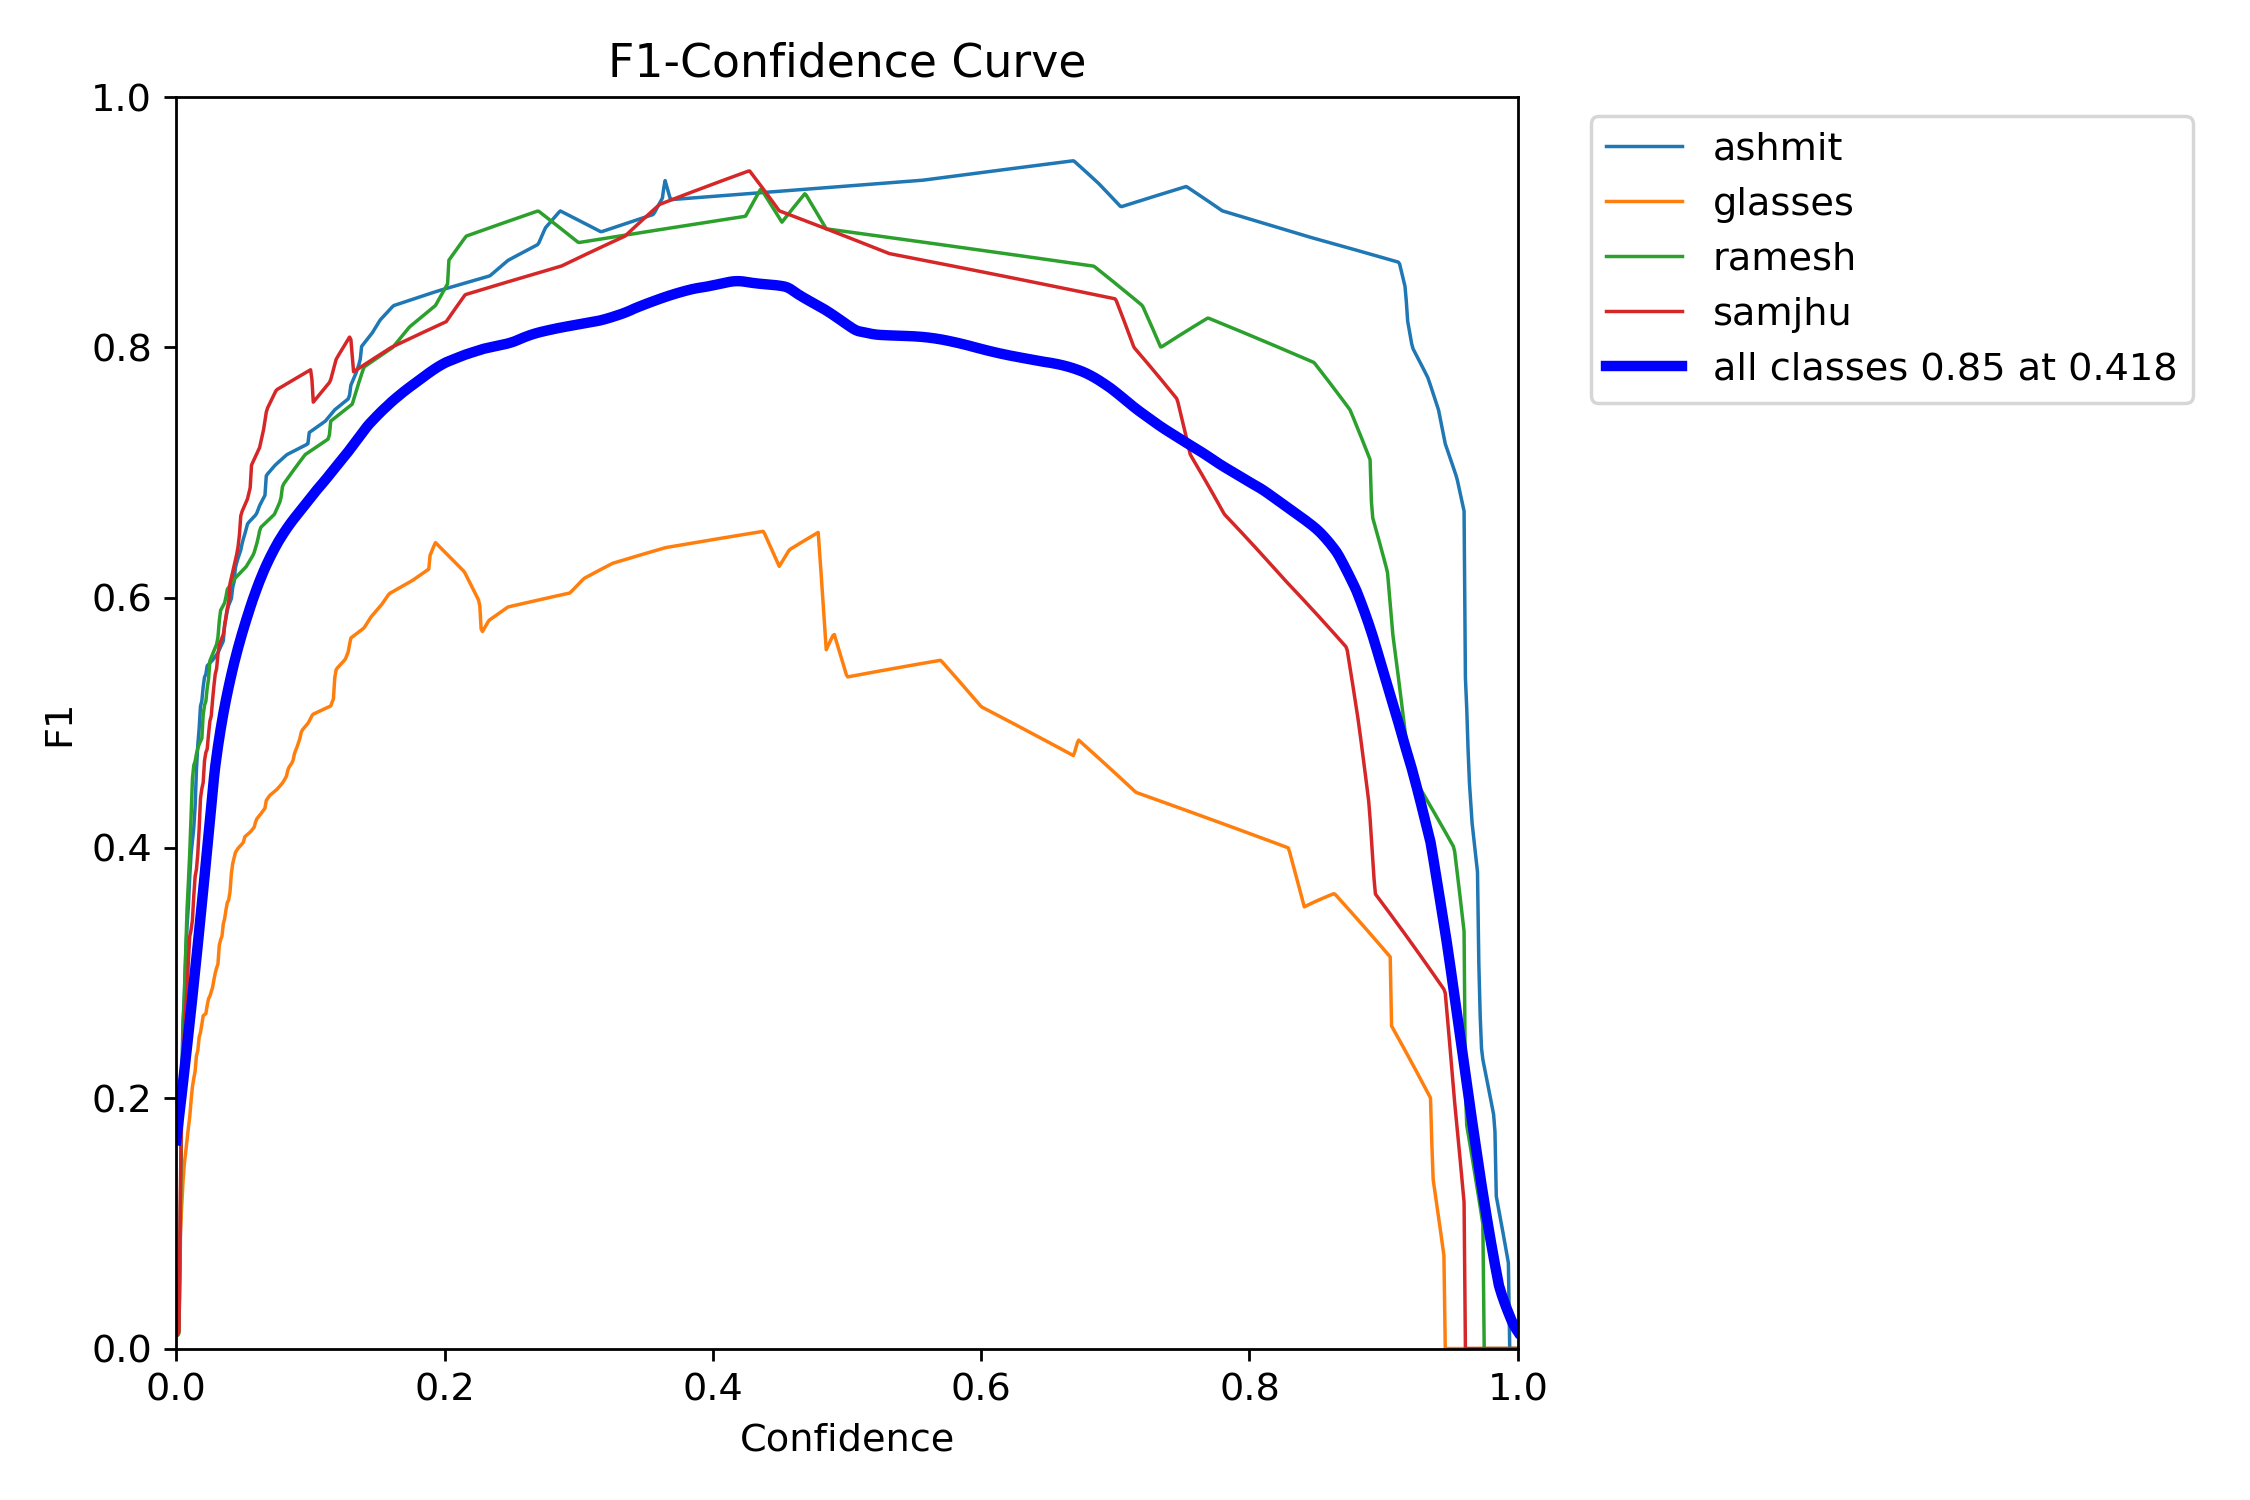 F1-Confidence Curve
1.0
0.8
0.6
0.4
0.2
0.0
F1
0.0 0.2 0.4 0.6 0.8 1.0
Confidence
ashmit
glasses
ramesh
samjhu
all classes 0.85 at 0.418